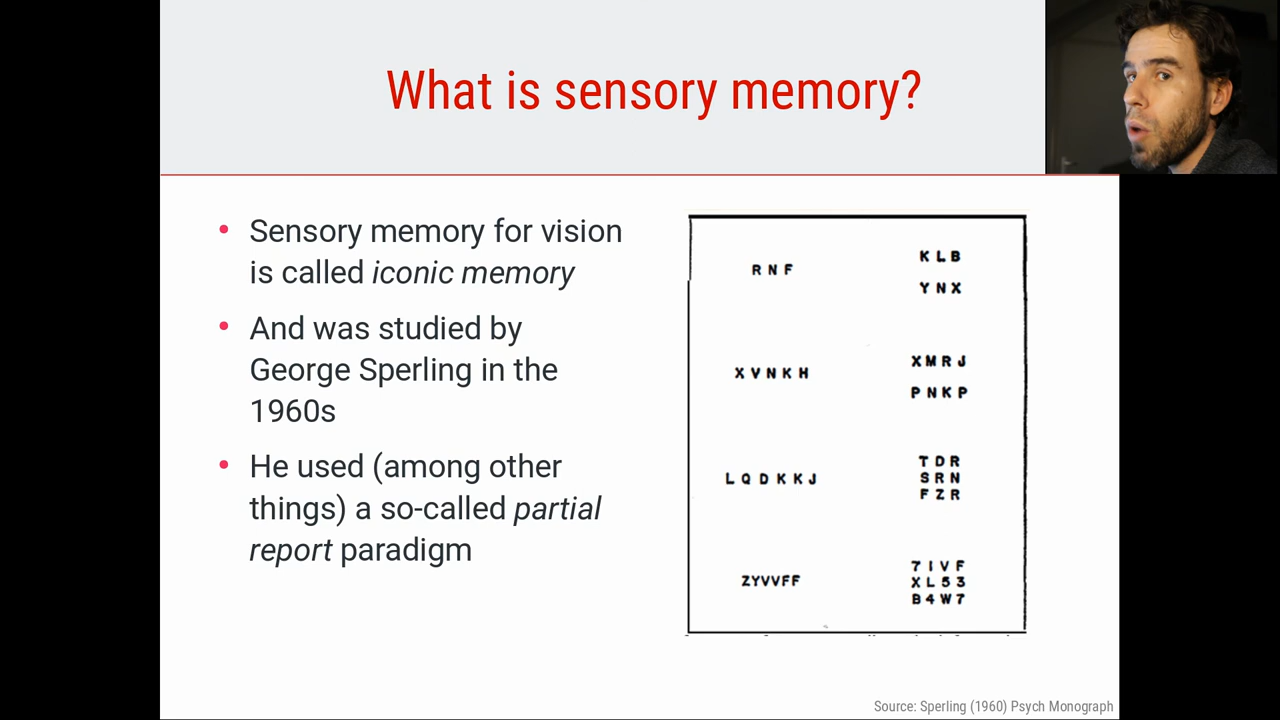 What is sensory memory?
• Sensory memory for vision
is called iconic memory
• And was studied by
George Sperling in the
1960s
• He used (among other
things) a so-called partial
report paradigm
R N F
K L B
Y N X
X V N K H
X M R J
P N K P
L Q D K K J
T D R
S R N
F Z R
ZYVVFF
7 I V F
X L 5 3
B 4 W 7
Source: Sperling (1960) Psych Monograph